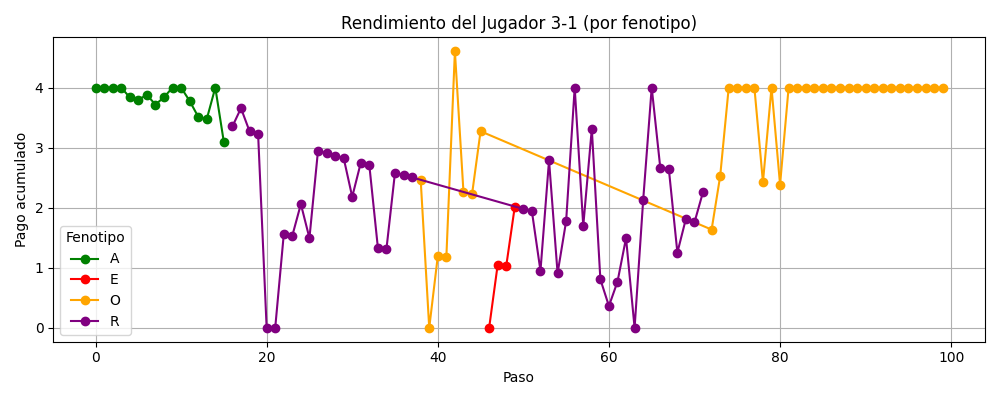 Rendimiento del Jugador 3-1 (por fenotipo)
Pago acumulado
4
3
2
1
0
Fenotipo
A
E
O
R
0 20 40 60 80 100
Paso